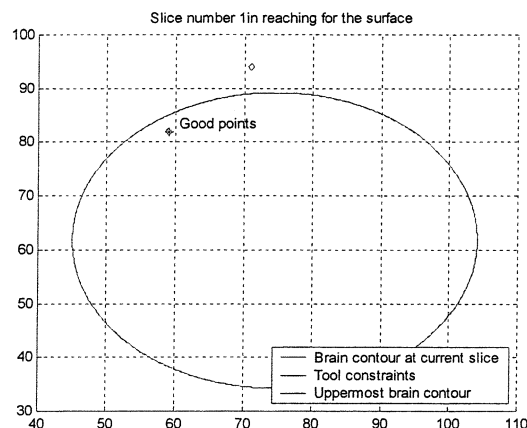 Slice number 1in reaching for the surface
100
90
80
70
60
50
40
30
Good points
Brain contour at current slice
Tool constraints
Uppermost brain contour
40 50 60 70 80 90 100 110